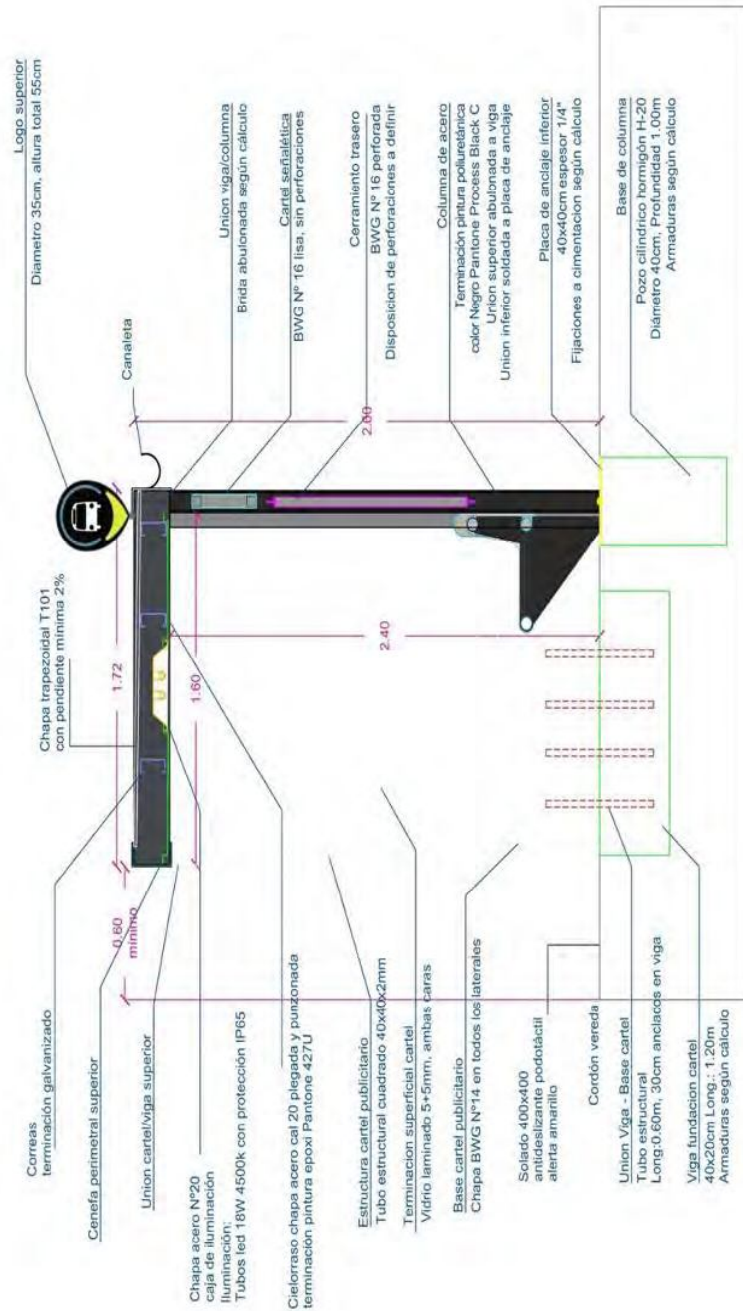 Logo superior
Diametro 35cm, altura total 55cm
Canaleta
Union viga/columna
Brida abulonada según cálculo
Cartel señalética
BWG Nº 16 lisa, sin perforaciones
Cerramiento trasero
BWG Nº 16 perforada
Disposicion de perforaciones a definir
Columna de acero
Terminación pintura poliuretánica
color Negro Pantone Process Black C
Union superior abulonada a viga
Union inferior soldada a placa de anclaje
Placa de anclaje inferior
40x40cm espesor 1/4"
Fijaciones a cimentacion según cálculo
Base de columna
Pozo cilíndrico hormigón H-20
Diámetro 40cm, Profundidad 1.00m
Armaduras según cálculo
Chapa trapezoidal T101
con pendiente mínima 2%
1.72
1.60
2.60
2.40
0.60
mínimo
Correas
terminación galvanizado
Cenefa perimetral superior
Union cartel/viga superior
Chapa acero Nº20
caja de iluminación
Iluminación:
Tubos led 18W 4500k con protección IP65
Cielorraso chapa acero cal 20 plegada y punzonada
terminación pintura epoxi Pantone 427U
Estructura cartel publicitario
Tubo estructural cuadrado 40x40x2mm
Terminacion superficial cartel
Vidrio laminado 5+5mm, ambas caras
Base cartel publicitario
Chapa BWG Nº14 en todos los laterales
Solado 400x400
antideslizante podotáctil
alerta amarillo
Cordón vereda
Union Viga - Base cartel
Tubo estructural
Long:0.60m, 30cm anclacos en viga
Viga fundacion cartel
40x20cm Long.: 1.20m
Armaduras según cálculo